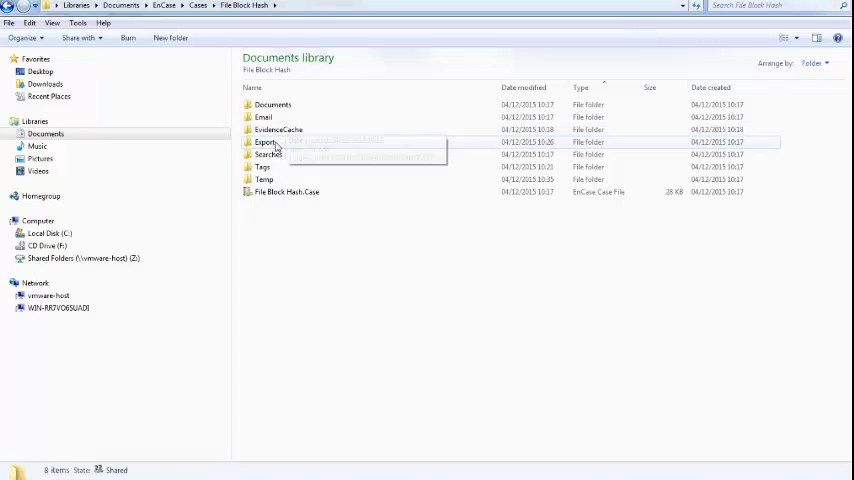 Libraries ▸ Documents ▸ EnCase ▸ Cases ▸ File Block Hash ▸
Search File Block Hash
File Edit View Tools Help
Organize Share with Burn New folder
Favorites
Desktop
Downloads
Recent Places
Libraries
Documents
Music
Pictures
Videos
Homegroup
Computer
Local Disk (C:)
CD Drive (F:)
Shared Folders (\\vmware-host) (Z:)
Network
vmware-host
WIN-RR7VO6SUADI
Documents library
File Block Hash
Arrange by: Folder
Name Date modified Type Size Date created
Documents 04/12/2015 10:17 File folder 04/12/2015 10:17
Email 04/12/2015 10:17 File folder 04/12/2015 10:17
EvidenceCache 04/12/2015 10:18 File folder 04/12/2015 10:18
Export 04/12/2015 10:26 File folder 04/12/2015 10:17
Searches 04/12/2015 10:17 File folder 04/12/2015 10:17
Tags 04/12/2015 10:21 File folder 04/12/2015 10:17
Temp 04/12/2015 10:35 File folder 04/12/2015 10:17
File Block Hash.Case 04/12/2015 10:17 EnCase Case File 28 KB 04/12/2015 10:17
8 items State: Shared